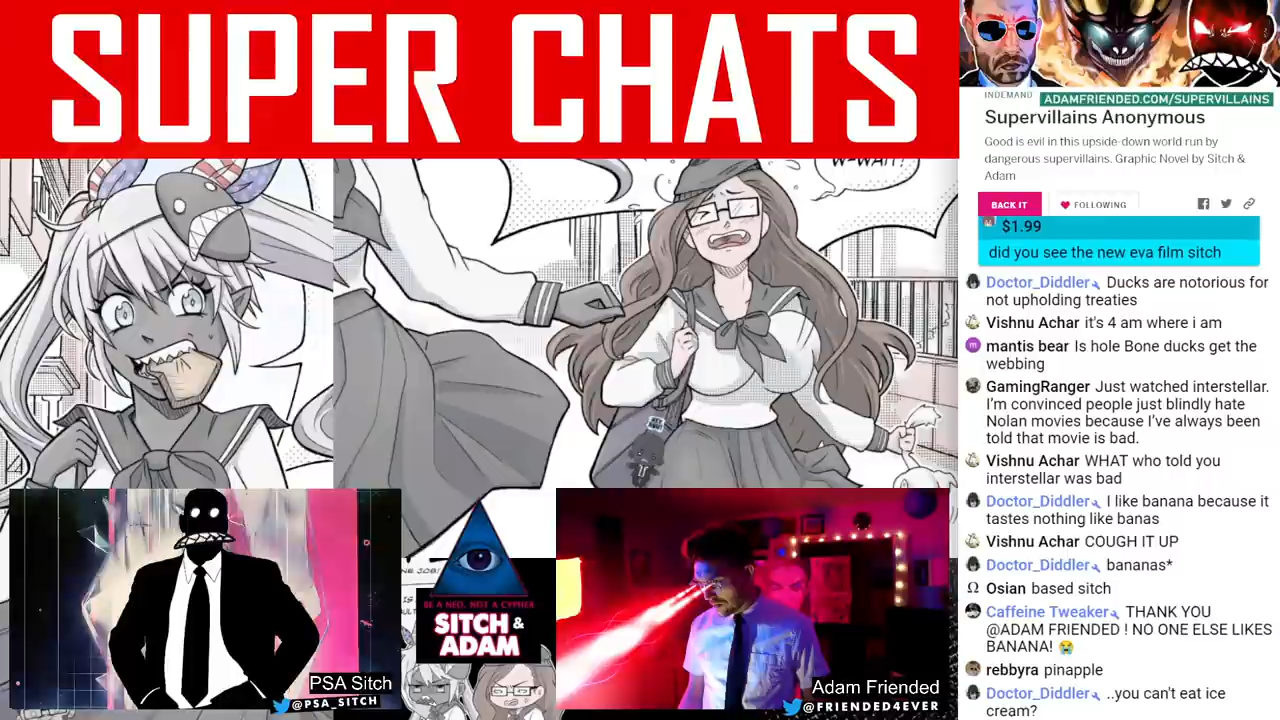 SUPER CHATS
W-WAIT!
INDEMAND
ADAMFRIENDED.COM/SUPERVILLAINS
Supervillains Anonymous
Good is evil in this upside-down world run by
dangerous supervillains. Graphic Novel by Sitch &
Adam
BACK IT
FOLLOWING
$1.99
did you see the new eva film sitch
Doctor_Diddler Ducks are notorious for
not upholding treaties
Vishnu Achar it's 4 am where i am
m mantis bear Is hole Bone ducks get the
webbing
GamingRanger Just watched interstellar.
I'm convinced people just blindly hate
Nolan movies because I've always been
told that movie is bad.
Vishnu Achar WHAT who told you
interstellar was bad
Doctor_Diddler I like banana because it
tastes nothing like banas
Vishnu Achar COUGH IT UP
Doctor_Diddler bananas*
Ω Osian based sitch
Caffeine Tweaker THANK YOU
@ADAM FRIENDED ! NO ONE ELSE LIKES
BANANA! 😭
rebbyra pinapple
Doctor_Diddler ..you can't eat ice
cream?
PSA Sitch
@PSA_SITCH
BE A NEO, NOT A CYPHER
SITCH &
ADAM
Adam Friended
@FRIENDED4EVER